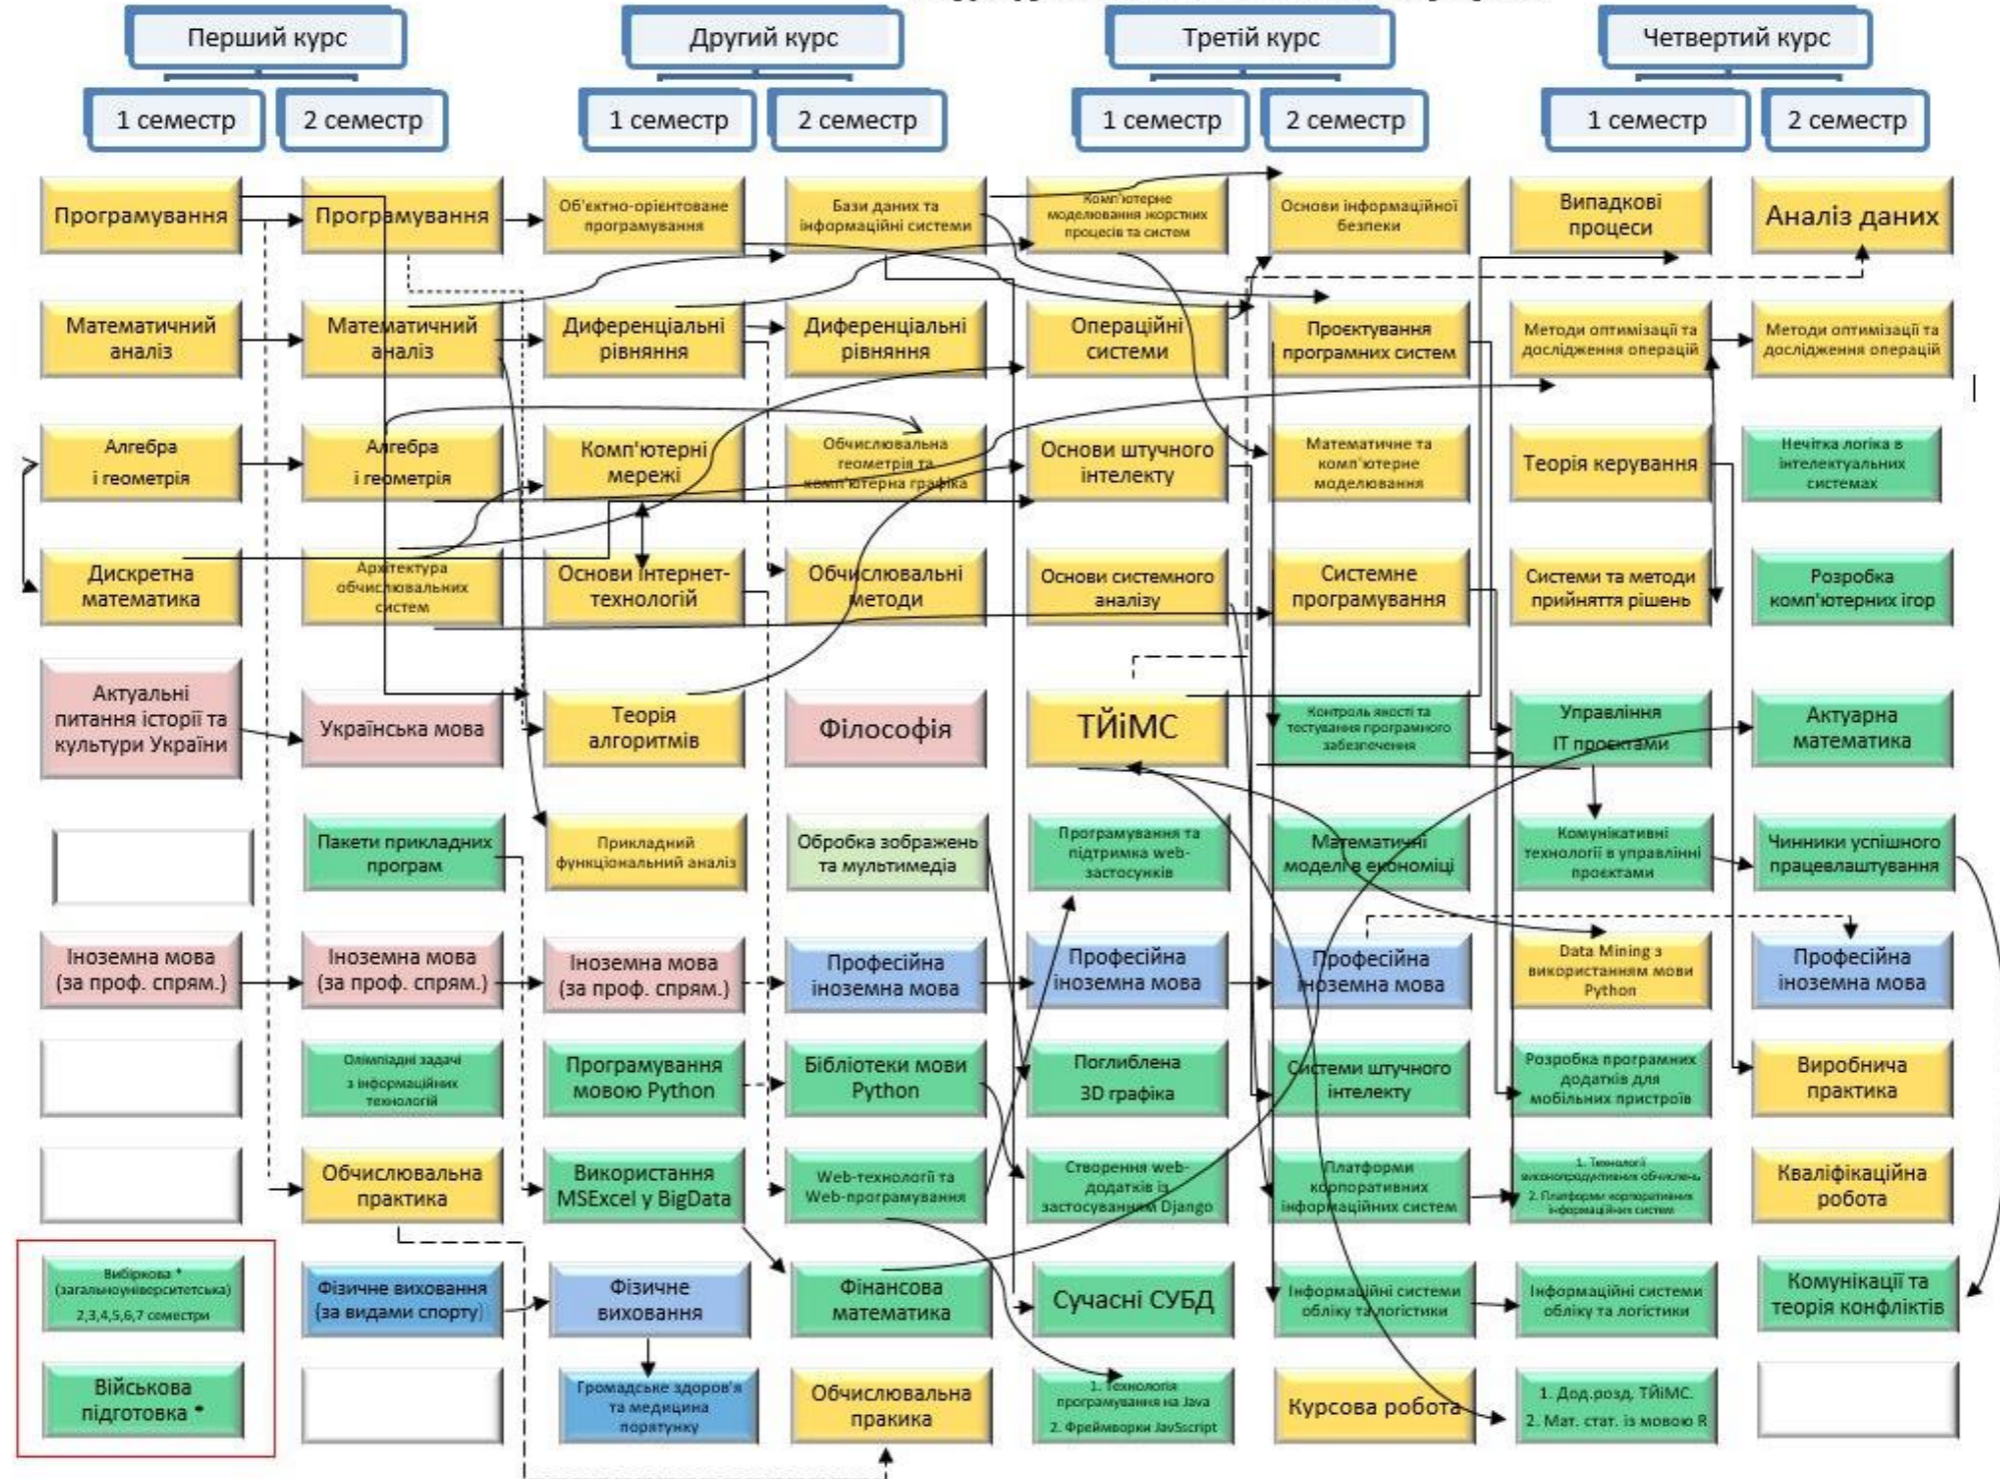 Перший курс
Другий курс
Третій курс
Четвертий курс
1 семестр
2 семестр
1 семестр
2 семестр
1 семестр
2 семестр
1 семестр
2 семестр
Програмування
Програмування
Об'єктно-орієнтоване
програмування
Бази даних та
інформаційні системи
Комп'ютерне
моделювання жорстких
процесів та систем
Основи інформаційної
безпеки
Випадкові
процеси
Аналіз даних
Математичний
аналіз
Математичний
аналіз
Диференціальні
рівняння
Диференціальні
рівняння
Операційні
системи
Проєктування
програмних систем
Методи оптимізації та
дослідження операцій
Методи оптимізації та
дослідження операцій
Алгебра
і геометрія
Алгебра
і геометрія
Комп'ютерні
мережі
Обчислювальна
геометрія та
комп'ютерна графіка
Основи штучного
інтелекту
Математичне та
комп'ютерне
моделювання
Теорія керування
Нечітка логіка в
інтелектуальних
системах
Дискретна
математика
Архітектура
обчислювальних
систем
Основи інтернет-
технологій
Обчислювальні
методи
Основи системного
аналізу
Системне
програмування
Системи та методи
прийняття рішень
Розробка
комп'ютерних ігор
Актуальні
питання історії та
культури України
Українська мова
Теорія
алгоритмів
Філософія
ТЙіМС
Контроль якості та
тестування програмного
забезпечення
Управління
ІТ проєктами
Актуарна
математика
Пакети прикладних
програм
Прикладний
функціональний аналіз
Обробка зображень
та мультимедіа
Програмування та
підтримка web-
застосунків
Математичні
моделі в економіці
Комунікативні
технології в управлінні
проєктами
Чинники успішного
працевлаштування
Іноземна мова
(за проф. спрям.)
Іноземна мова
(за проф. спрям.)
Іноземна мова
(за проф. спрям.)
Професійна
іноземна мова
Професійна
іноземна мова
Професійна
іноземна мова
Data Mining з
використанням мови
Python
Професійна
іноземна мова
Олімпіадні задачі
з інформаційних
технологій
Програмування
мовою Python
Бібліотеки мови
Python
Поглиблена
3D графіка
Системи штучного
інтелекту
Розробка програмних
додатків для
мобільних пристроїв
Виробнича
практика
Обчислювальна
практика
Використання
MSExcel у BigData
Web-технології та
Web-програмування
Створення web-
додатків із
застосуванням Django
Платформи
корпоративних
інформаційних систем
1. Технології
високопродуктивних обчислень
2. Платформи корпоративних
інформаційних систем
Кваліфікаційна
робота
Вибіркова *
(загальноуніверситетська)
2,3,4,5,6,7 семестри
Фізичне виховання
(за видами спорту)
Фізичне
виховання
Фінансова
математика
Сучасні СУБД
Інформаційні системи
обліку та логістики
Інформаційні системи
обліку та логістики
Комунікації та
теорія конфліктів
Військова
підготовка *
Громадське здоров'я
та медицина
порятунку
Обчислювальна
пракика
1. Технологія
програмування на Java
2. Фреймворки JavSscript
Курсова робота
1. Дод.розд. ТЙіМС.
2. Мат. стат. із мовою R